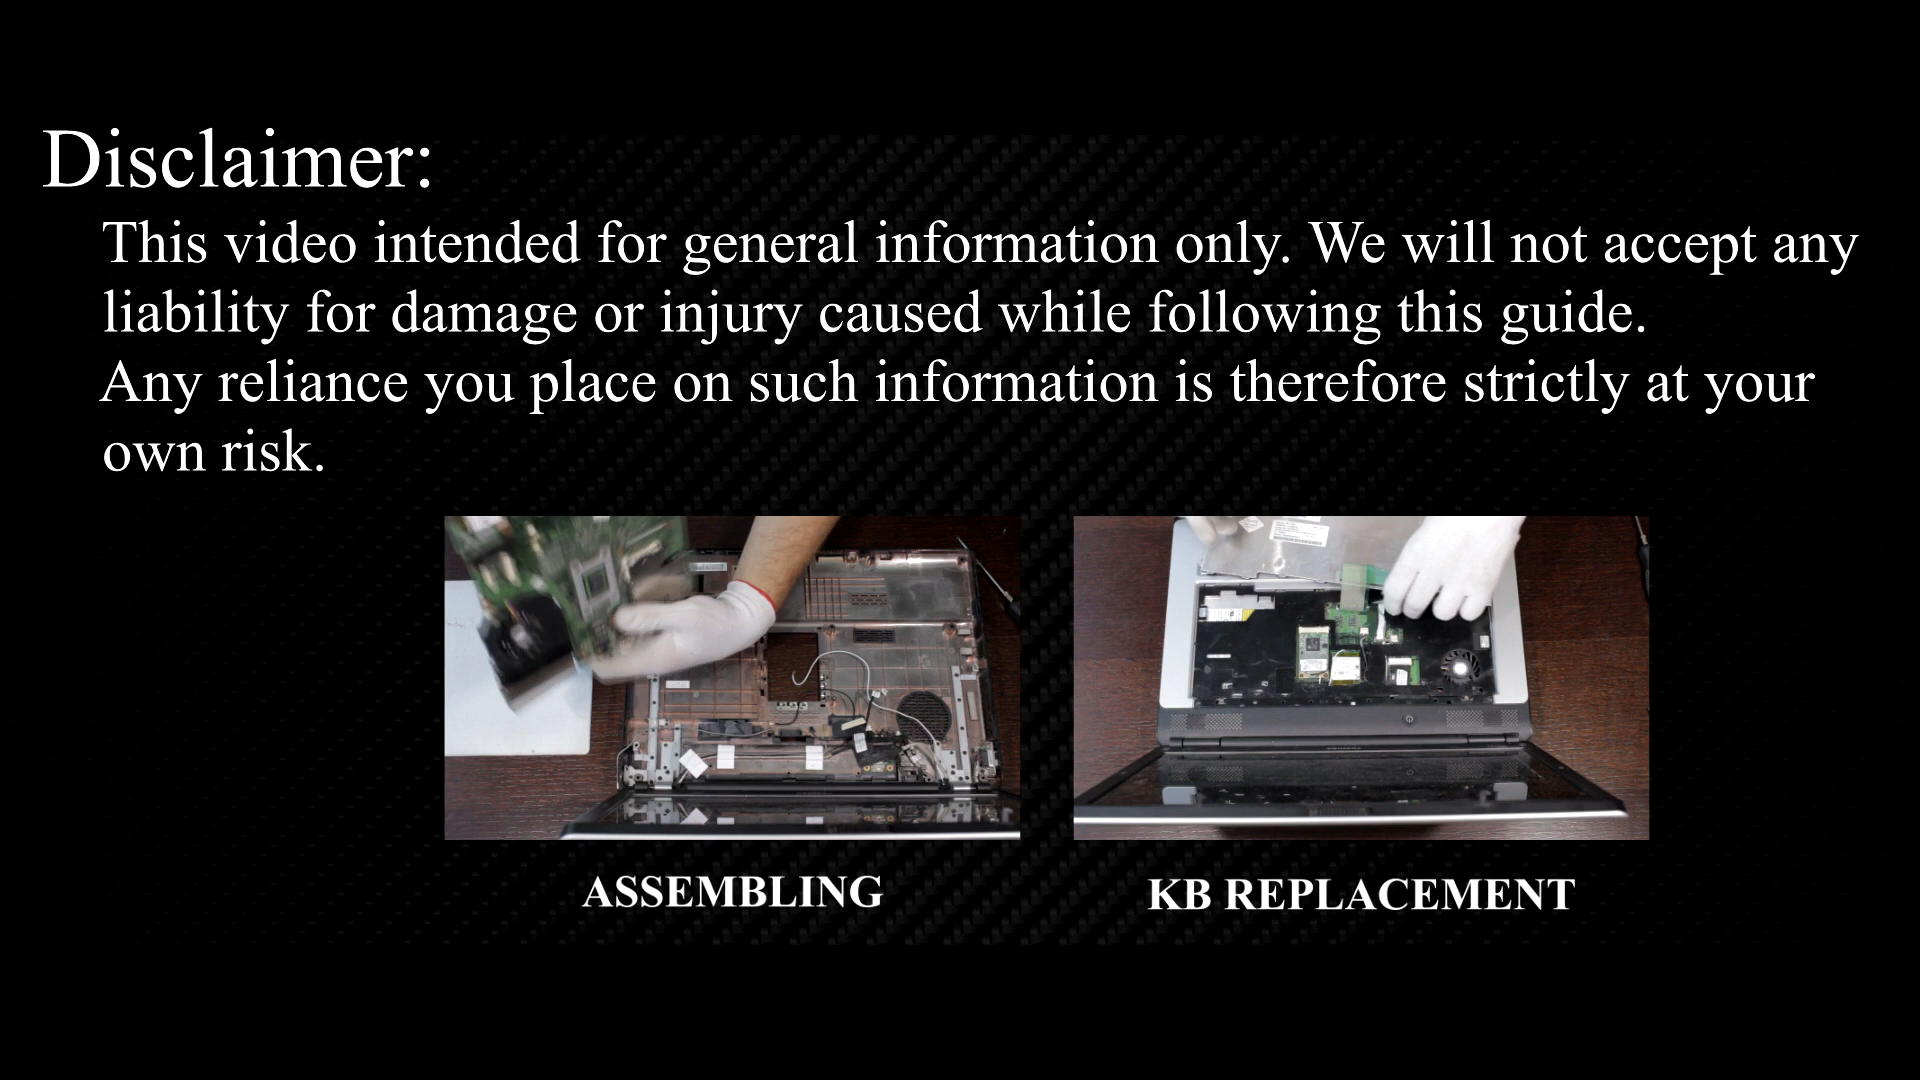 Disclaimer:
This video intended for general information only. We will not accept any
liability for damage or injury caused while following this guide.
Any reliance you place on such information is therefore strictly at your
own risk.
ASSEMBLING
KB REPLACEMENT